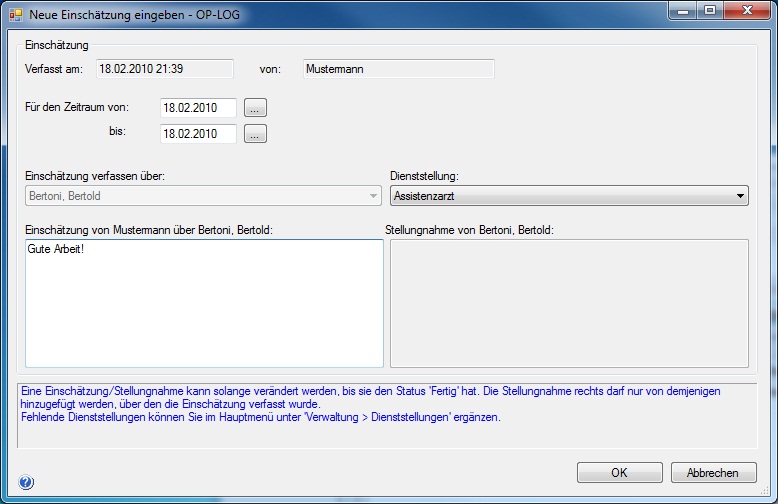 Neue Einschätzung eingeben - OP-LOG
Einschätzung
Verfasst am: 18.02.2010 21:39 von: Mustermann
Für den Zeitraum von: 18.02.2010 ...
bis: 18.02.2010 ...
Einschätzung verfassen über: Dienststellung:
Bertoni, Bertold Assistenzarzt
Einschätzung von Mustermann über Bertoni, Bertold: Stellungnahme von Bertoni, Bertold:
Gute Arbeit!
Eine Einschätzung/Stellungnahme kann solange verändert werden, bis sie den Status 'Fertig' hat. Die Stellungnahme rechts darf nur von demjenigen
hinzugefügt werden, über den die Einschätzung verfasst wurde.
Fehlende Dienststellungen können Sie im Hauptmenü unter 'Verwaltung > Dienststellungen' ergänzen.
? OK Abbrechen